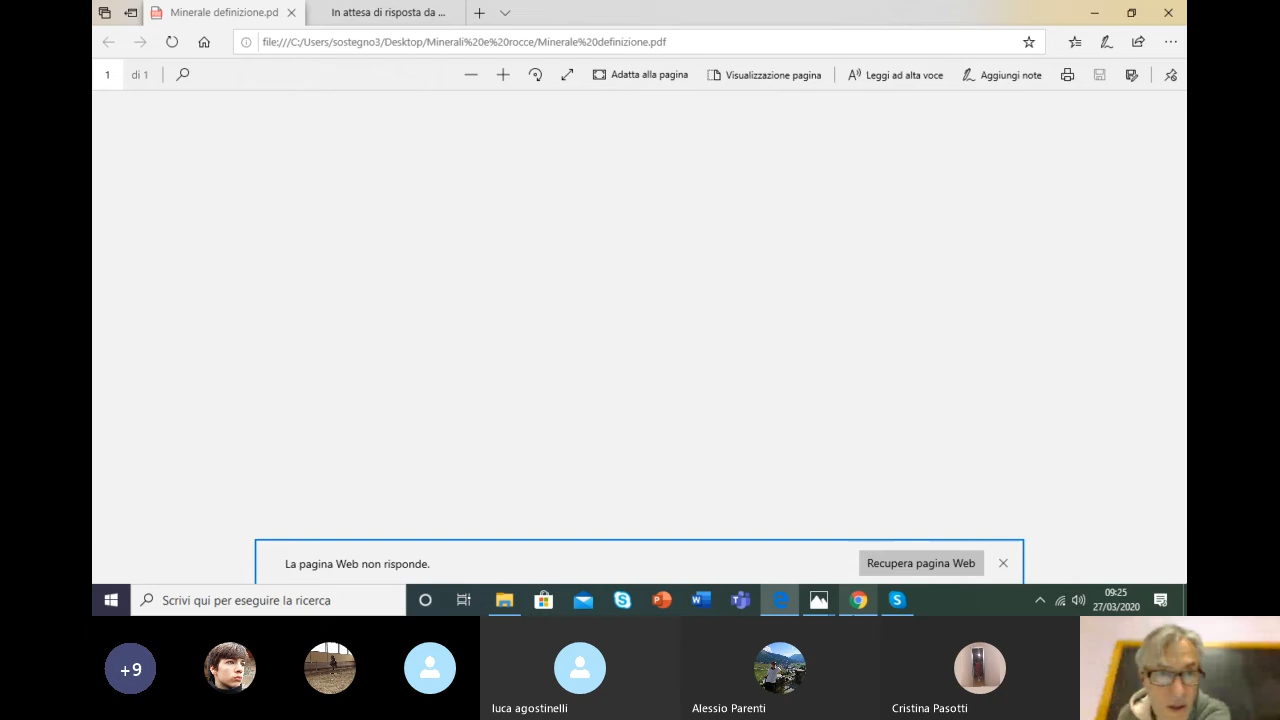 Minerale definizione.pd
In attesa di risposta da ...
file:///C:/Users/sostegno3/Desktop/Minerali%20e%20rocce/Minerale%20definizione.pdf
1 di 1
Adatta alla pagina
Visualizzazione pagina
Leggi ad alta voce
Aggiungi note
La pagina Web non risponde.
Recupera pagina Web
Scrivi qui per eseguire la ricerca
09:25
27/03/2020
+9
luca agostinelli
Alessio Parenti
Cristina Pasotti